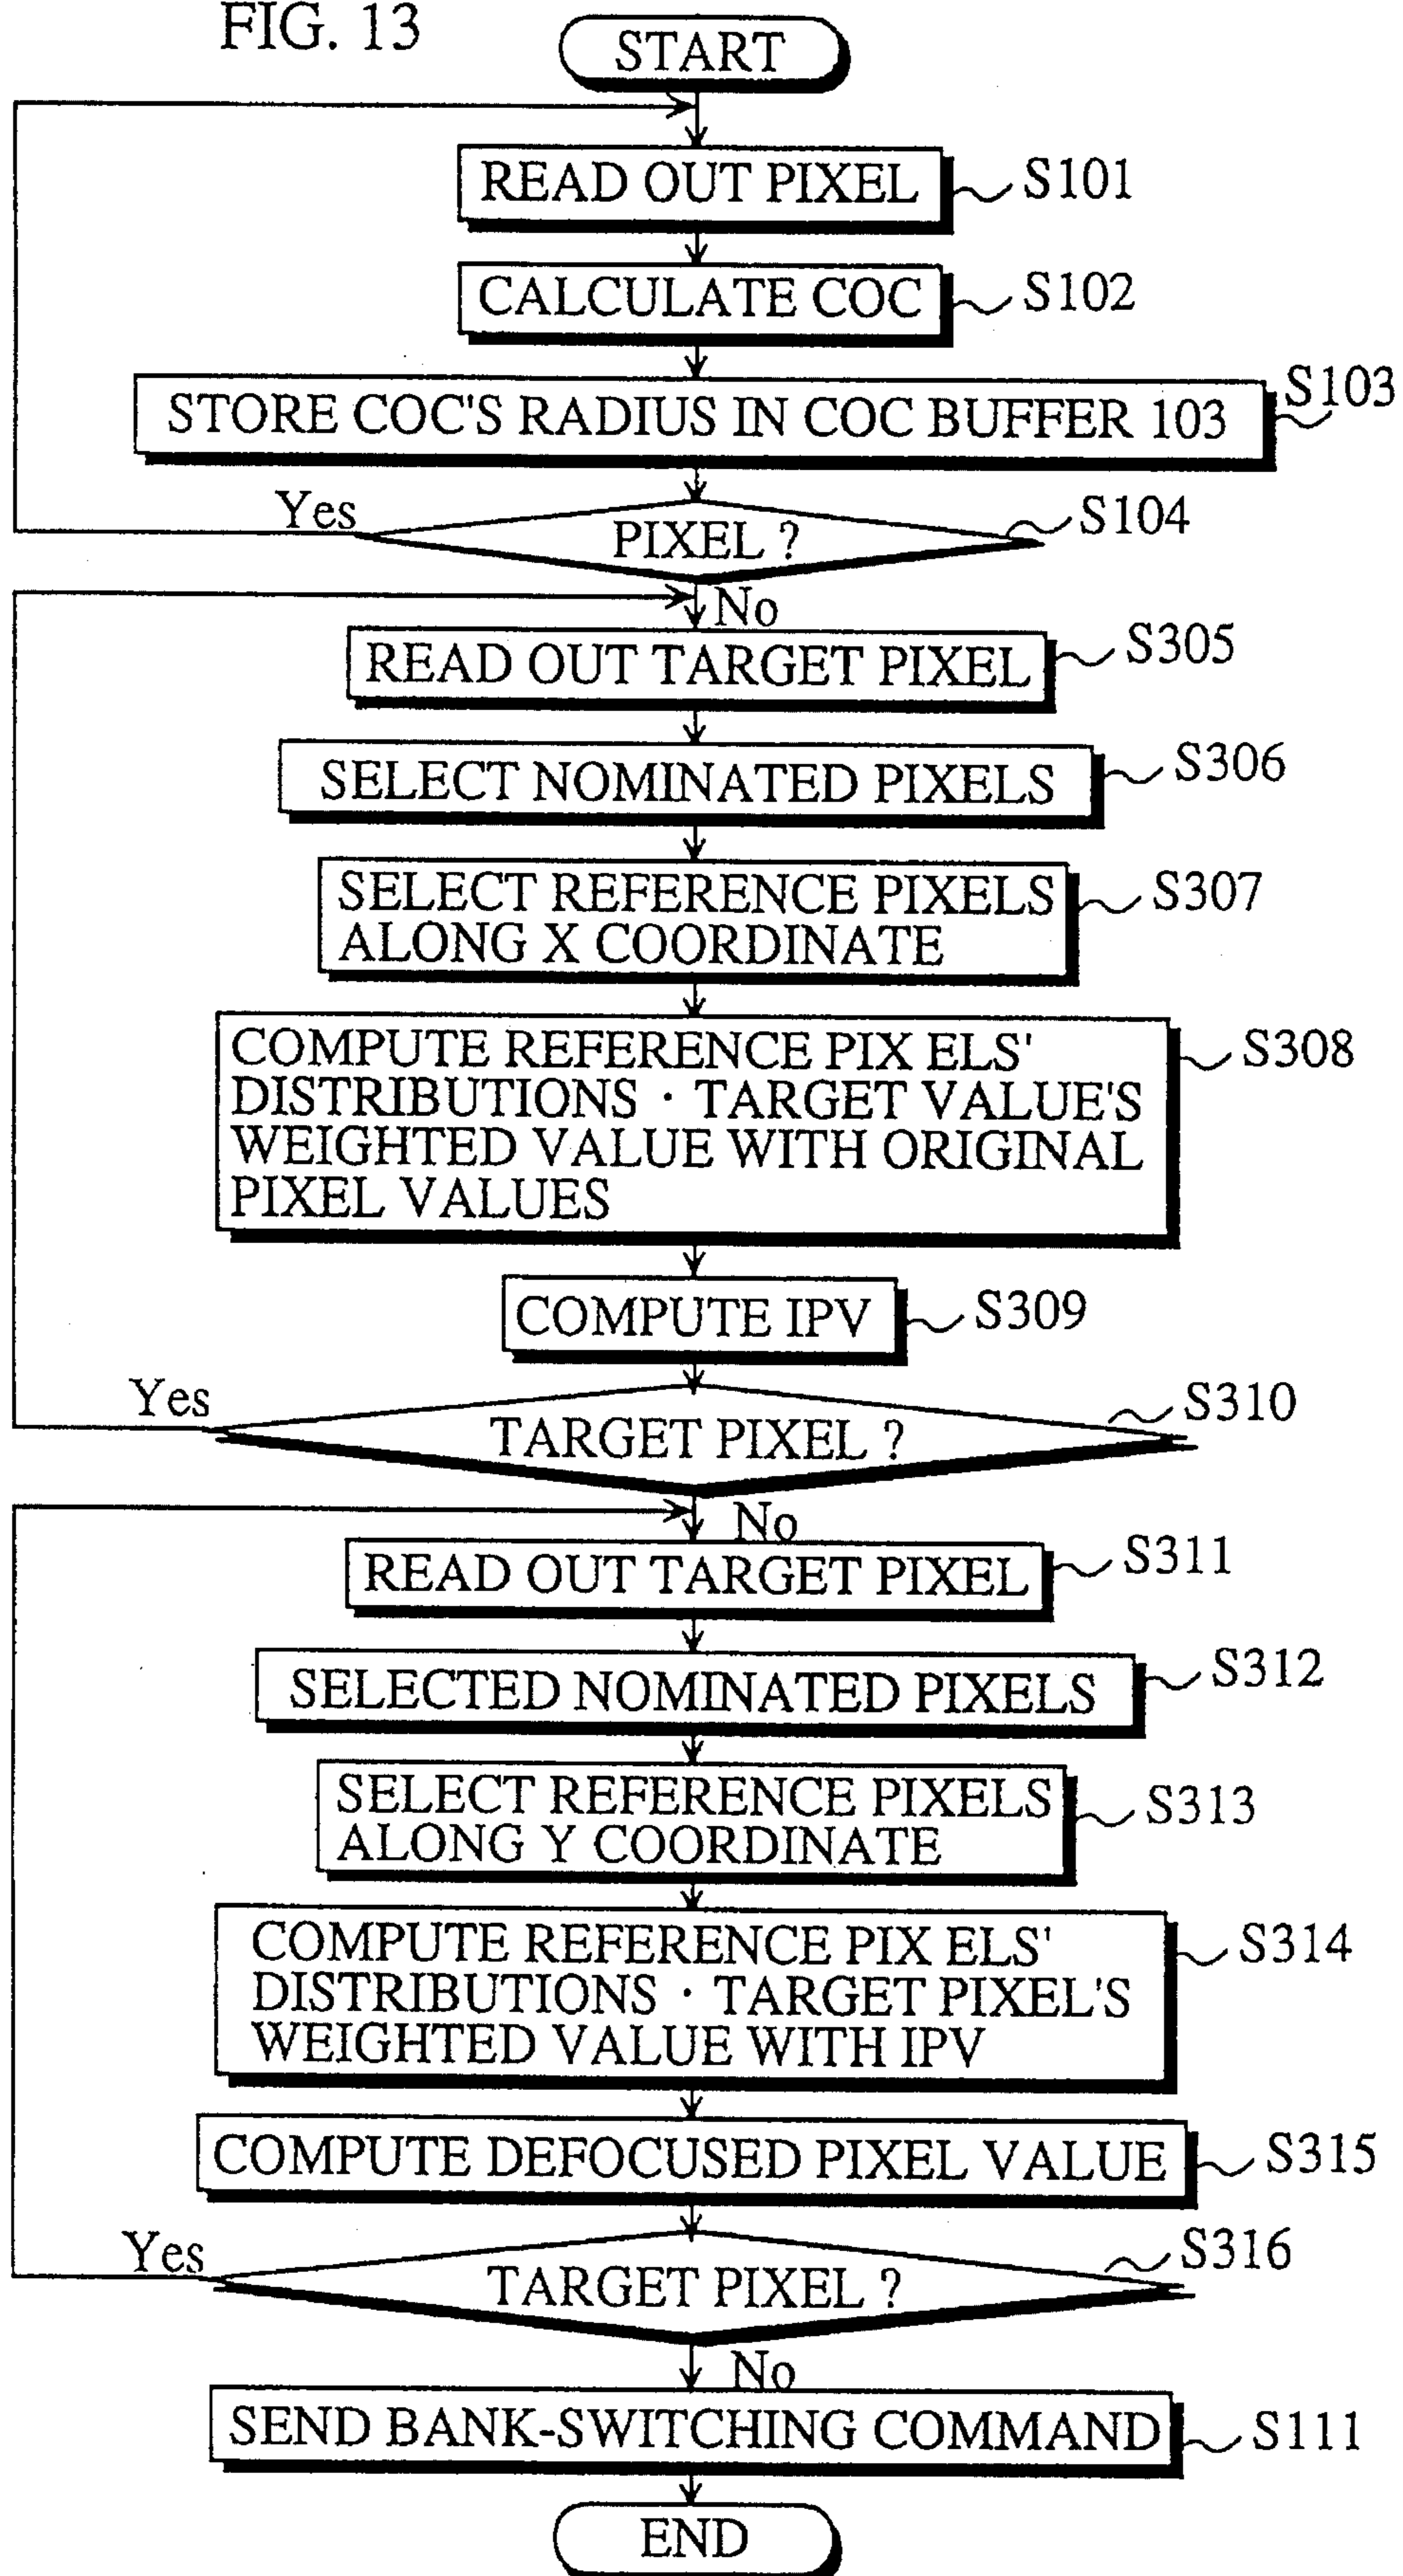 FIG. 13
START
READ OUT PIXEL
S101
CALCULATE COC
S102
STORE COC'S RADIUS IN COC BUFFER 103
S103
Yes
PIXEL ?
S104
No
READ OUT TARGET PIXEL
S305
SELECT NOMINATED PIXELS
S306
SELECT REFERENCE PIXELS
ALONG X COORDINATE
S307
COMPUTE REFERENCE PIX ELS'
DISTRIBUTIONS · TARGET VALUE'S
WEIGHTED VALUE WITH ORIGINAL
PIXEL VALUES
S308
COMPUTE IPV
S309
Yes
TARGET PIXEL ?
S310
No
READ OUT TARGET PIXEL
S311
SELECTED NOMINATED PIXELS
S312
SELECT REFERENCE PIXELS
ALONG Y COORDINATE
S313
COMPUTE REFERENCE PIX ELS'
DISTRIBUTIONS · TARGET PIXEL'S
WEIGHTED VALUE WITH IPV
S314
COMPUTE DEFOCUSED PIXEL VALUE
S315
Yes
TARGET PIXEL ?
S316
No
SEND BANK-SWITCHING COMMAND
S111
END